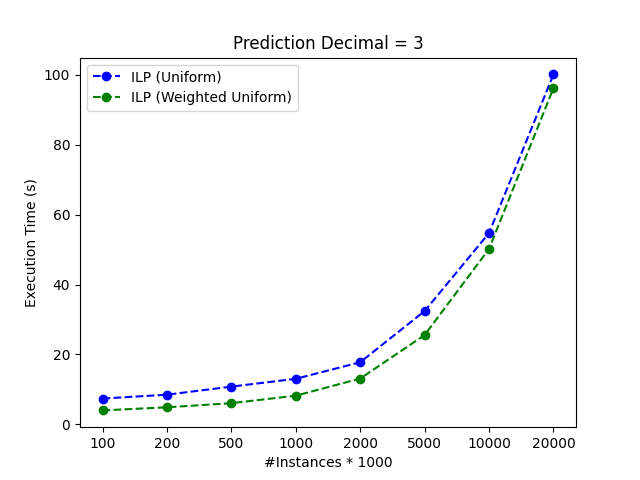 Prediction Decimal = 3
ILP (Uniform)
ILP (Weighted Uniform)
Execution Time (s)
100
80
60
40
20
0
100 200 500 1000 2000 5000 10000 20000
#Instances * 1000